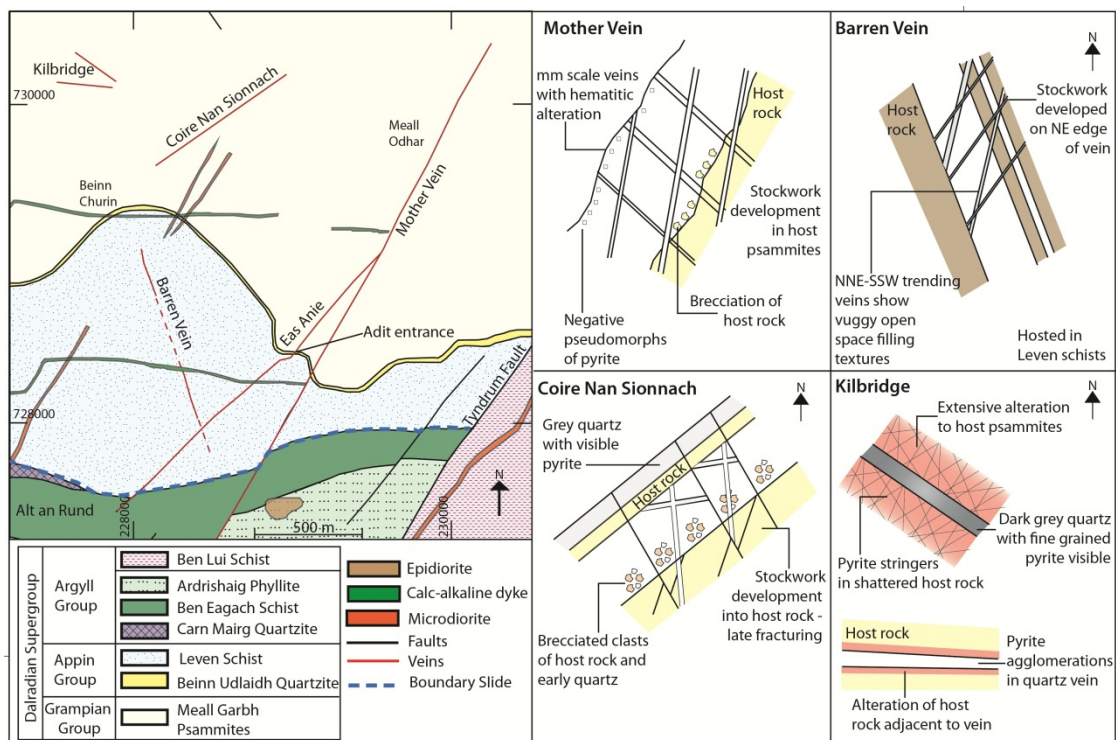 Kilbridge
730000
Coire Nan Sionnach
Meall
Odhar
Beinn
Churin
Mother Vein
Barren Vein
Eas Anie
Adit entrance
728000
Tyndrum Fault
Alt an Rund
228000
230000
500 m
N
228000
230000
Dalradian Supergroup
Argyll
Group
Ben Lui Schist
Ardrishaig Phyllite
Ben Eagach Schist
Carn Mairg Quartzite
Appin
Group
Leven Schist
Beinn Udlaidh Quartzite
Grampian
Group
Meall Garbh
Psammites
Epidiorite
Calc-alkaline dyke
Microdiorite
Faults
Veins
Boundary Slide
Mother Vein
N
mm scale veins
with hematitic
alteration
Host
rock
Stockwork
development in
host psammites
Negative
pseudomorphs
of pyrite
Brecciation of
host rock
Barren Vein
N
Host
rock
Stockwork
developed
on NE edge
of vein
NNE-SSW trending
veins show
vuggy open
space filling
textures
Hosted in
Leven schists
Coire Nan Sionnach
N
Grey quartz
with visible
pyrite
Host rock
Stockwork
development
into host rock -
late fracturing
Brecciated clasts
of host rock and
early quartz
Kilbridge
N
Extensive alteration
to host psammites
Dark grey quartz
with fine grained
pyrite visible
Pyrite stringers
in shattered host rock
Host rock
Pyrite
agglomerations
in quartz vein
Alteration of host
rock adjacent to vein